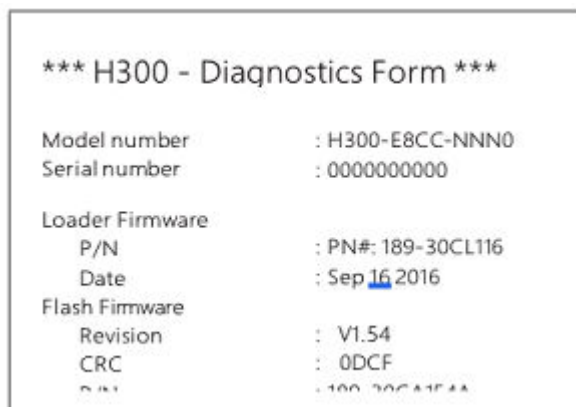 *** H300 - Diagnostics Form ***
Model number : H300-E8CC-NNN0
Serial number : 0000000000
Loader Firmware
P/N : PN#: 189-30CL116
Date : Sep 16 2016
Flash Firmware
Revision : V1.54
CRC : 0DCF